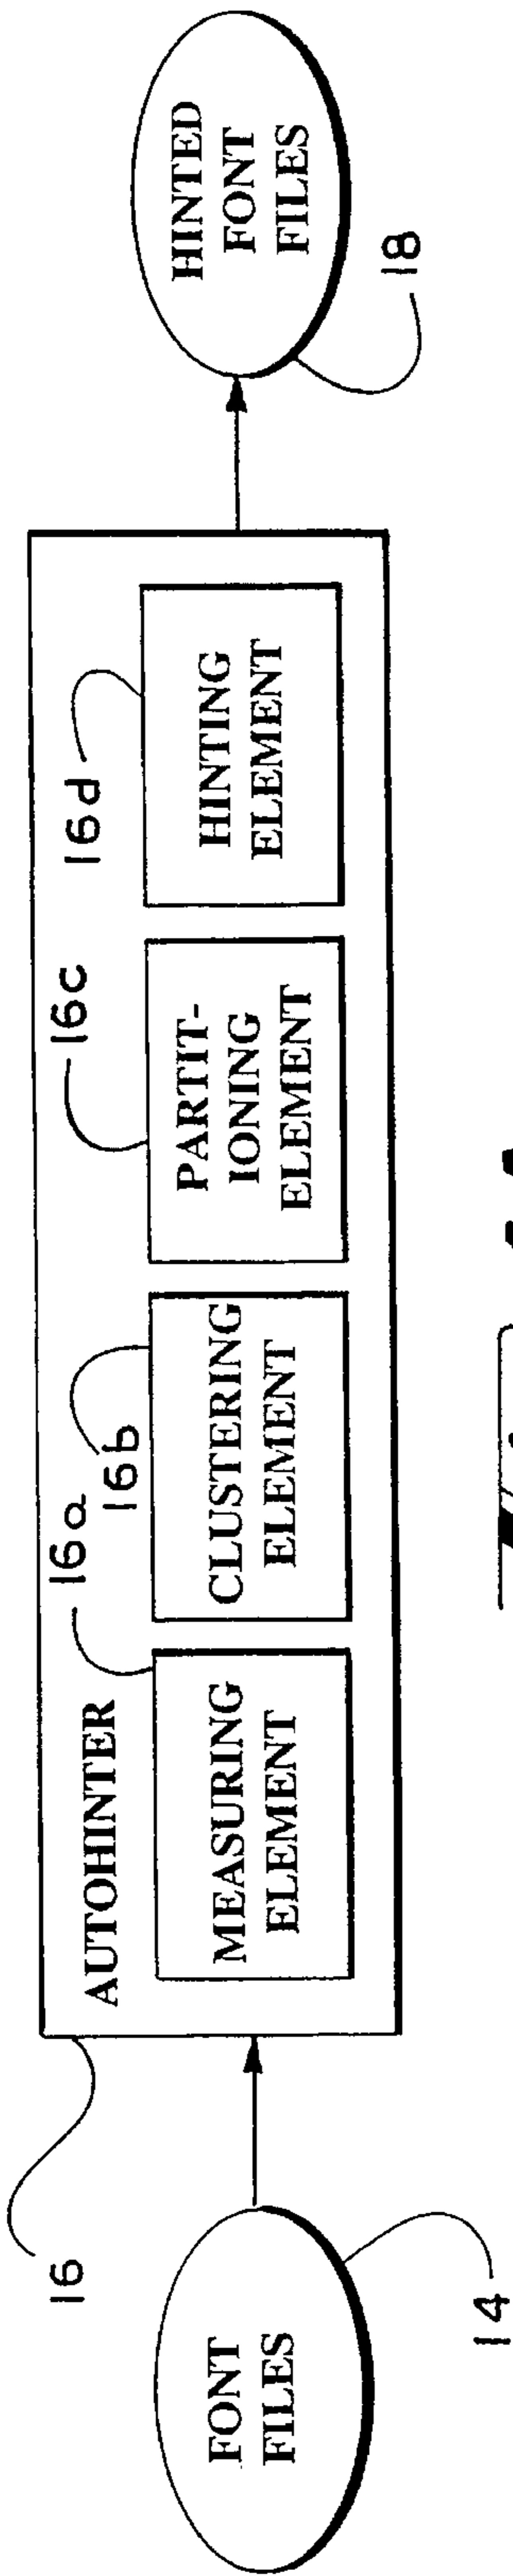 FONT
FILES
14
16
AUTOHINTER
MEASURING
ELEMENT
16a
CLUSTERING
ELEMENT
16b
PARTIT-
IONING
ELEMENT
16c
HINTING
ELEMENT
16d
HINTED
FONT
FILES
18